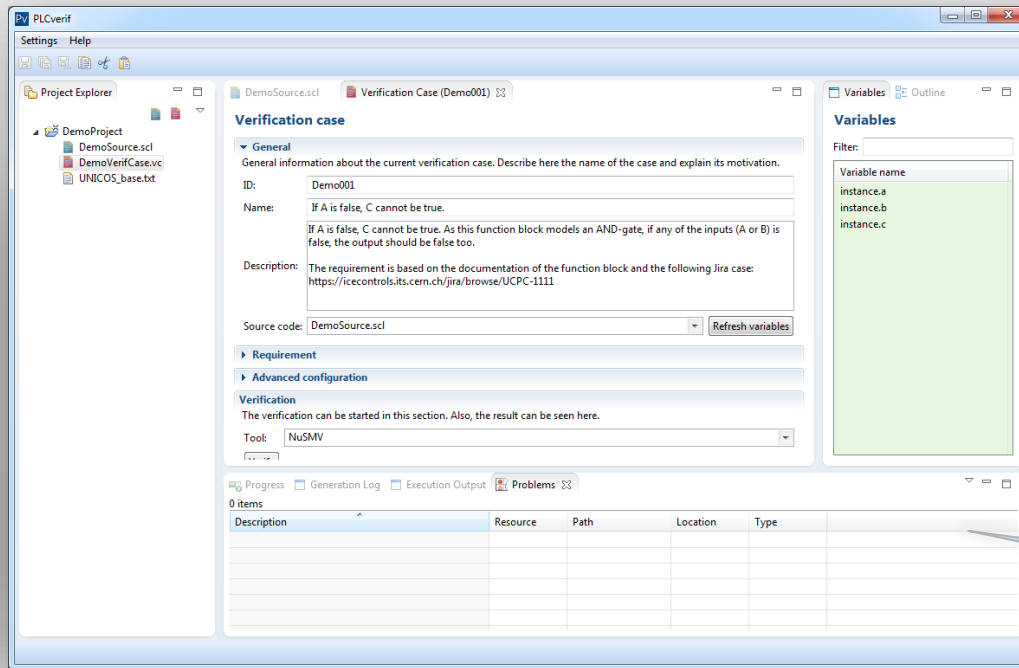 Pv PLCverif
Settings Help
Project Explorer
DemoProject
DemoSource.scl
DemoVerifCase.vc
UNICOS_base.txt
DemoSource.scl
Verification Case (Demo001)
Verification case
General
General information about the current verification case. Describe here the name of the case and explain its motivation.
ID: Demo001
Name: If A is false, C cannot be true.
Description:
If A is false, C cannot be true. As this function block models an AND-gate, if any of the inputs (A or B) is
false, the output should be false too.
The requirement is based on the documentation of the function block and the following Jira case:
https://icecontrols.its.cern.ch/jira/browse/UCPC-1111
Source code: DemoSource.scl Refresh variables
Requirement
Advanced configuration
Verification
The verification can be started in this section. Also, the result can be seen here.
Tool: NuSMV
Variables Outline
Variables
Filter:
Variable name
instance.a
instance.b
instance.c
Progress Generation Log Execution Output Problems
0 items
Description Resource Path Location Type